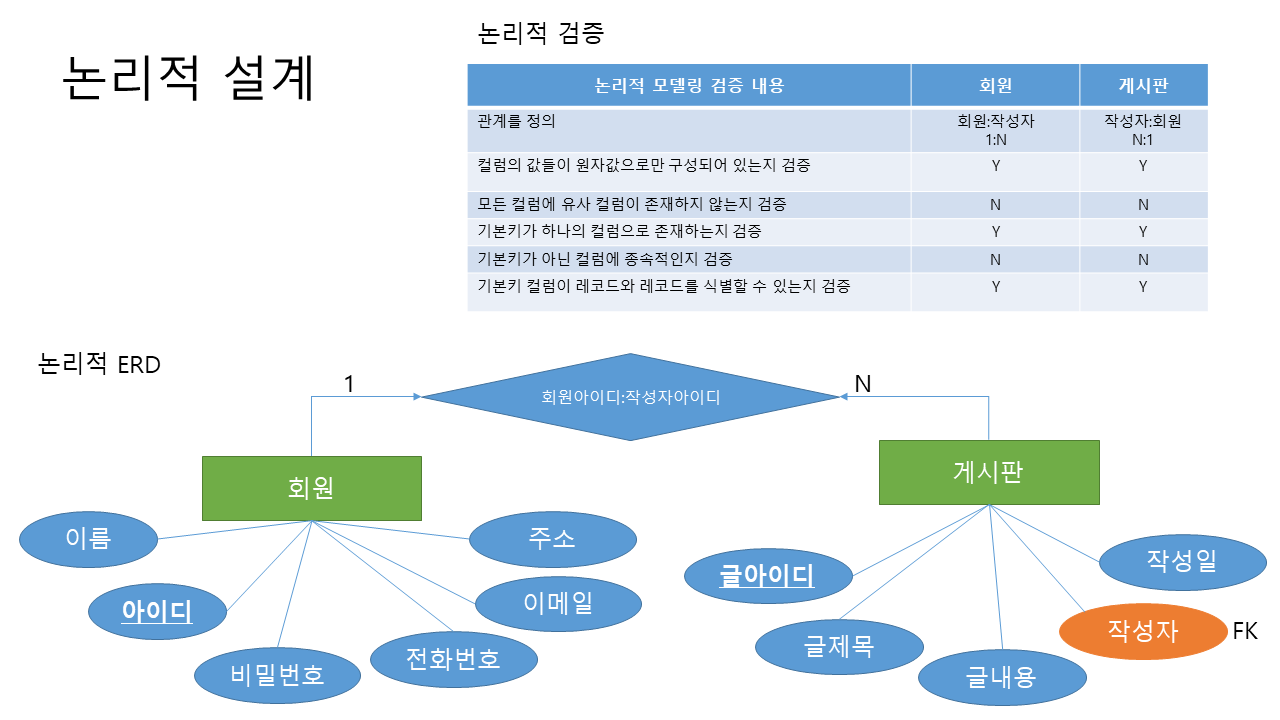 논리적 설계
논리적 검증
논리적 모델링 검증 내용 회원 게시판
관계를 정의 회원:작성자 작성자:회원
1:N N:1
컬럼의 값들이 원자값으로만 구성되어 있는지 검증 Y Y
모든 컬럼에 유사 컬럼이 존재하지 않는지 검증 N N
기본키가 하나의 컬럼으로 존재하는지 검증 Y Y
기본키가 아닌 컬럼에 종속적인지 검증 N N
기본키 컬럼이 레코드와 레코드를 식별할 수 있는지 검증 Y Y
논리적 ERD
1
회원아이디:작성자아이디
N
회원
이름
아이디
비밀번호
전화번호
이메일
주소
게시판
글아이디
글제목
글내용
작성자 FK
작성일